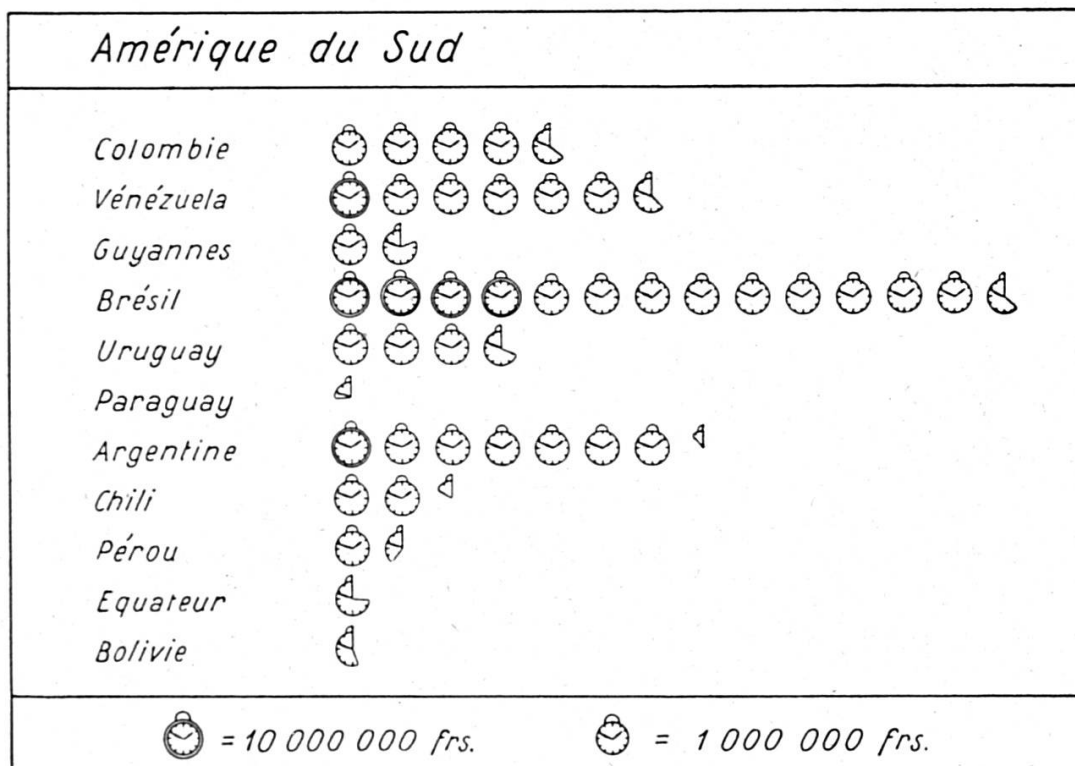 Amérique du Sud
Colombie
Vénézuela
Guyannes
Brésil
Uruguay
Paraguay
Argentine
Chili
Pérou
Equateur
Bolivie
= 10 000 000 frs. = 1 000 000 frs.